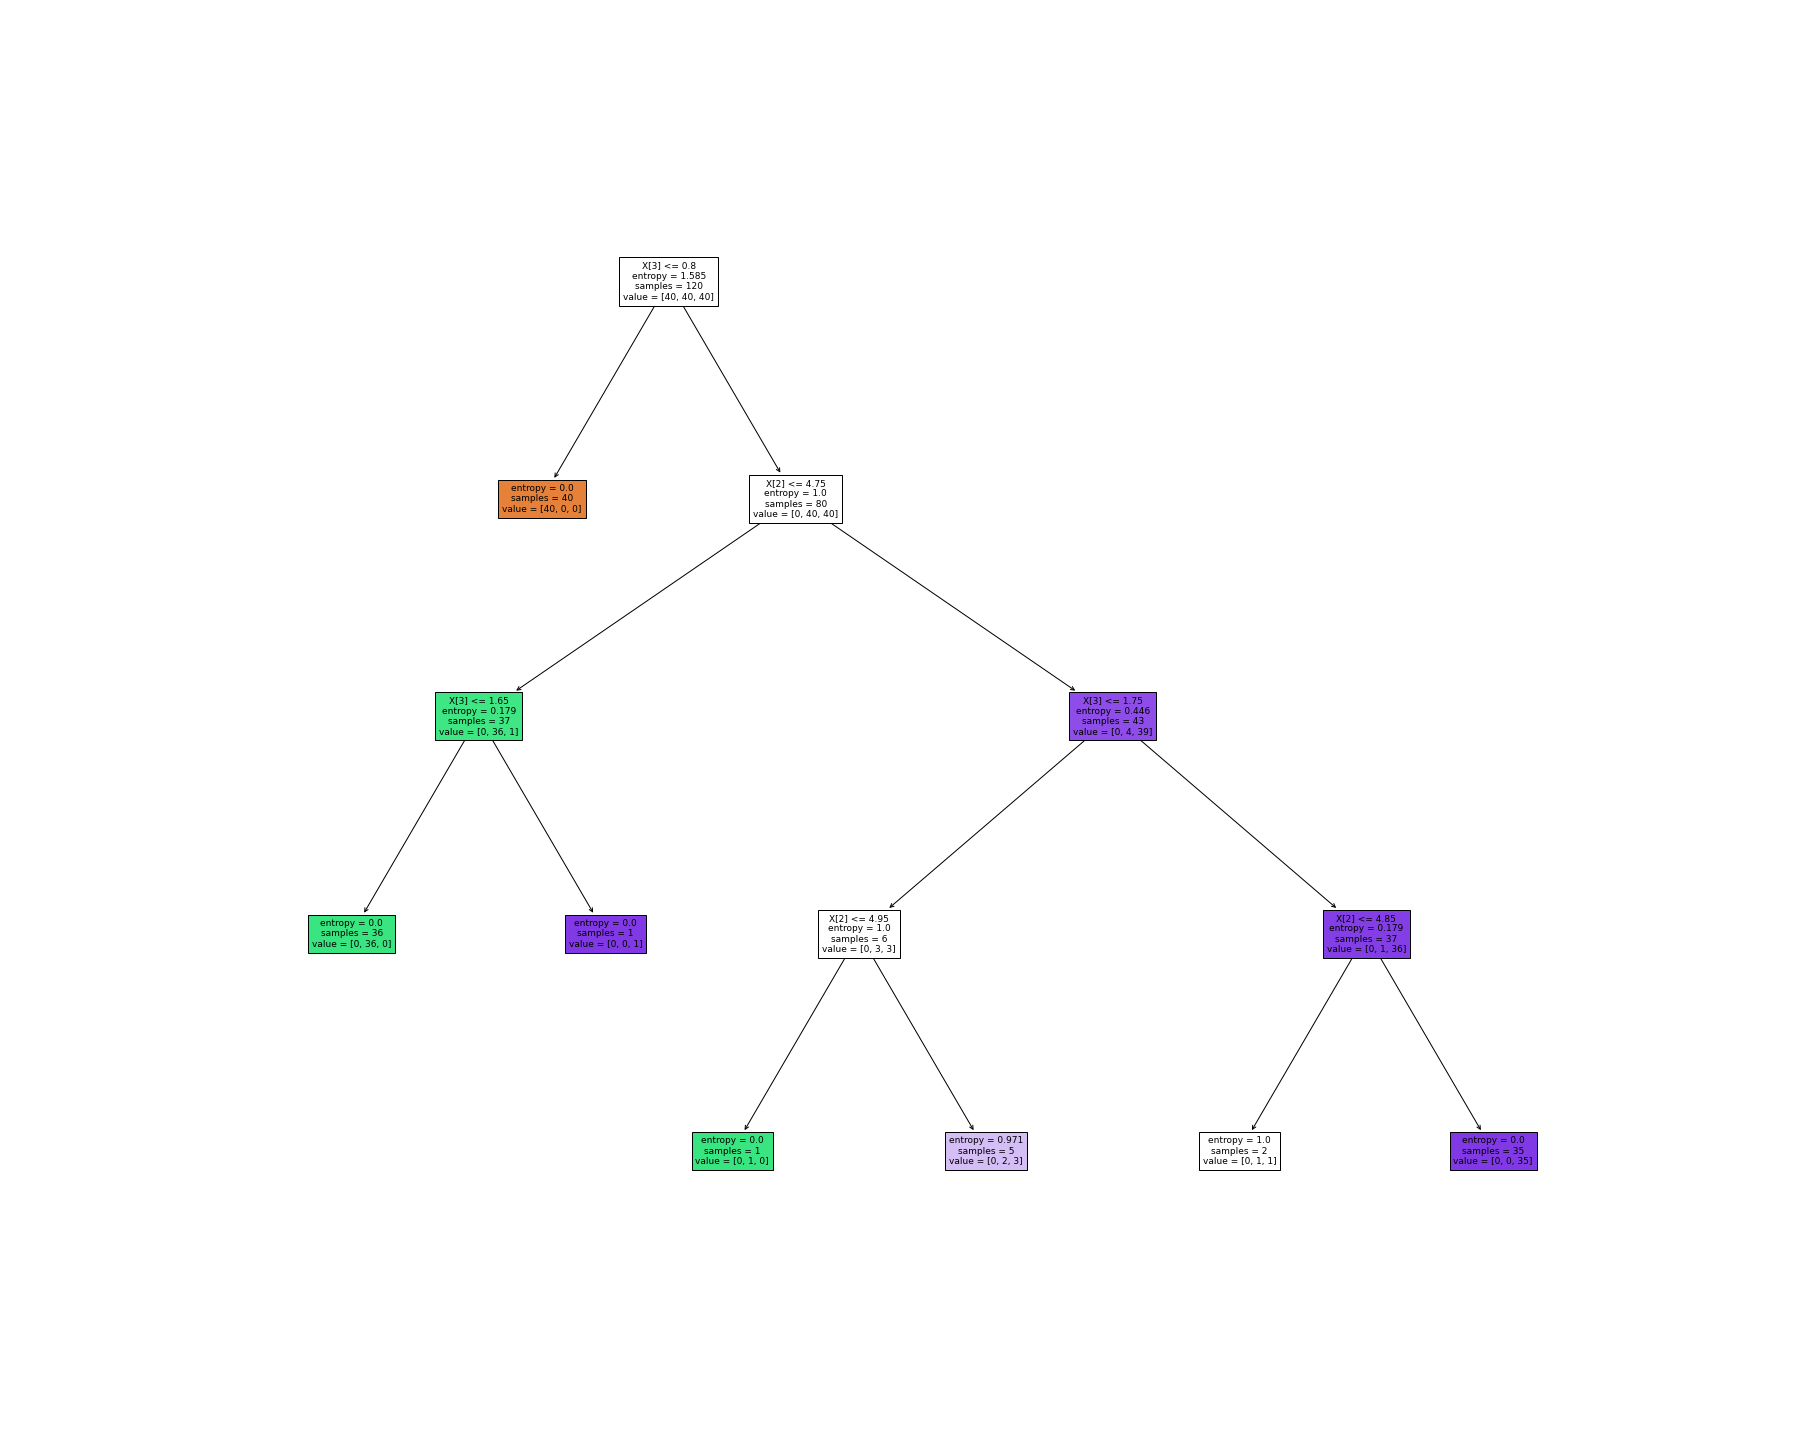 X[3] <= 0.8
entropy = 1.585
samples = 120
value = [40, 40, 40]
entropy = 0.0
samples = 40
value = [40, 0, 0]
X[2] <= 4.75
entropy = 1.0
samples = 80
value = [0, 40, 40]
X[3] <= 1.65
entropy = 0.179
samples = 37
value = [0, 36, 1]
X[3] <= 1.75
entropy = 0.446
samples = 43
value = [0, 4, 39]
entropy = 0.0
samples = 36
value = [0, 36, 0]
entropy = 0.0
samples = 1
value = [0, 0, 1]
X[2] <= 4.95
entropy = 1.0
samples = 6
value = [0, 3, 3]
X[2] <= 4.85
entropy = 0.179
samples = 37
value = [0, 1, 36]
entropy = 0.0
samples = 1
value = [0, 1, 0]
entropy = 0.971
samples = 5
value = [0, 2, 3]
entropy = 1.0
samples = 2
value = [0, 1, 1]
entropy = 0.0
samples = 35
value = [0, 0, 35]